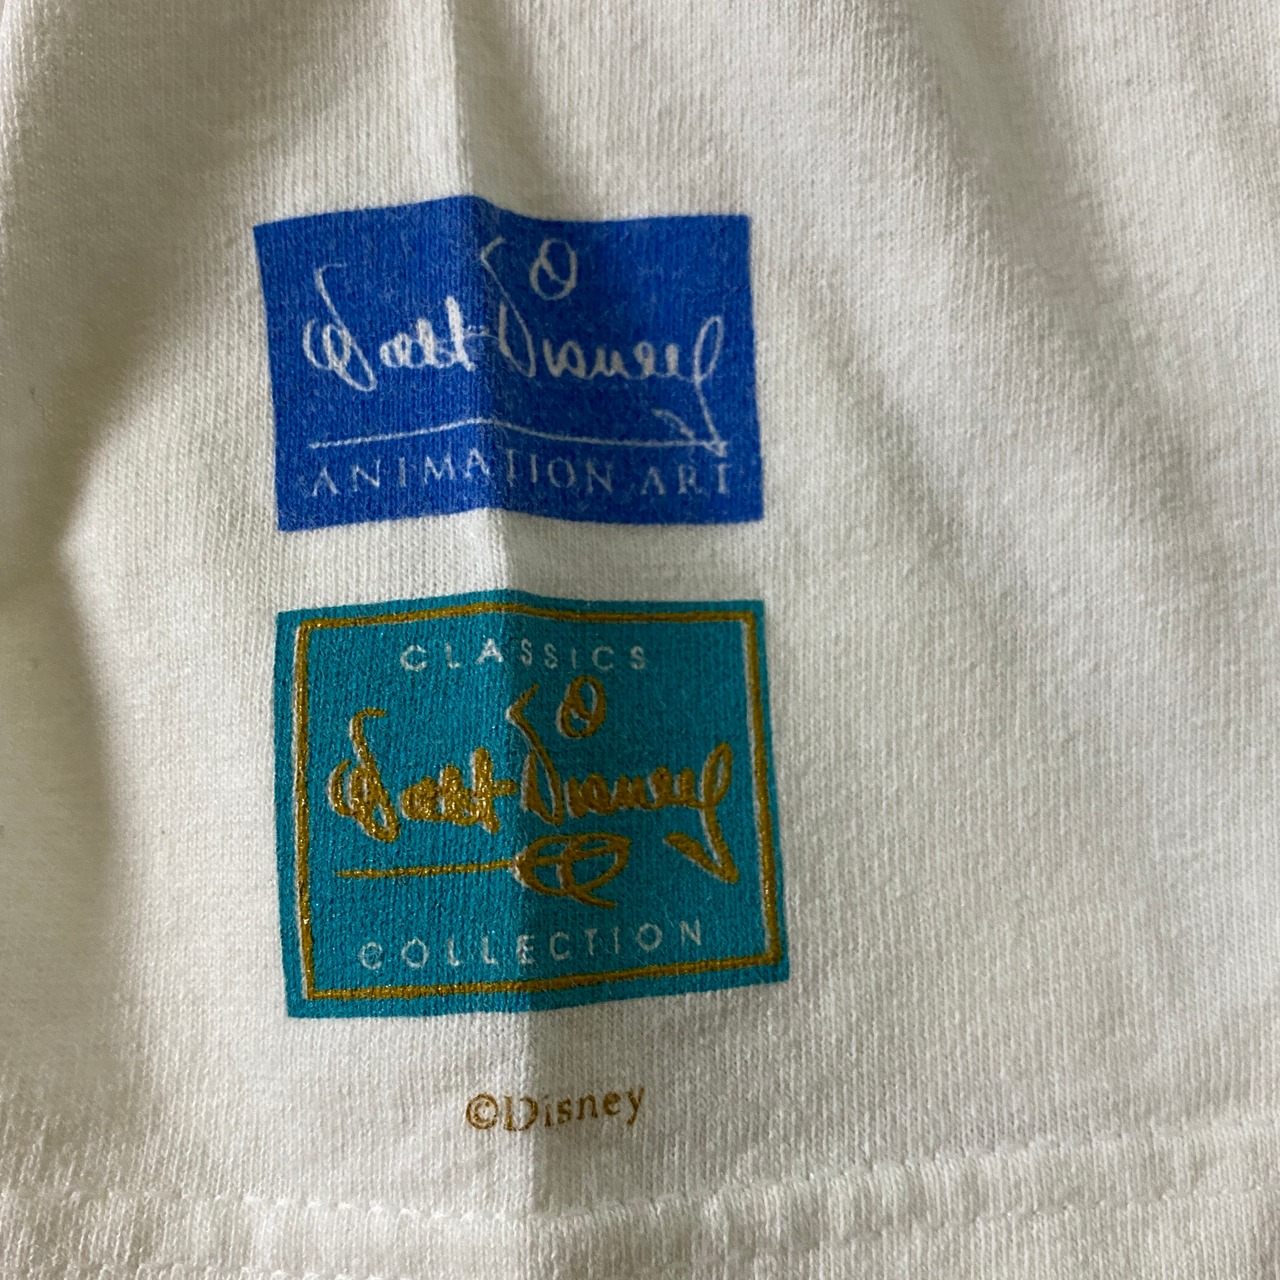 Walt Disney
ANIMATION ART
CLASSICS
Walt Disney
COLLECTION
©Disney